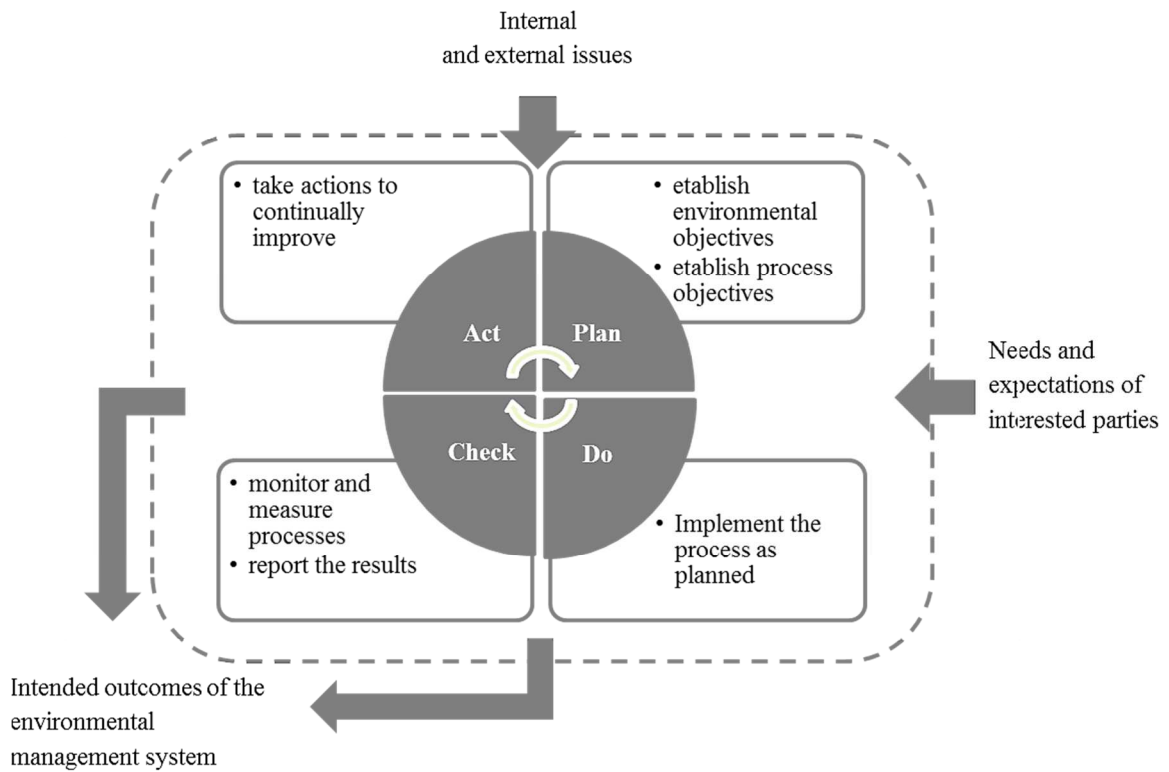 Internal
and external issues
• take actions to
continually
improve
• etablish
environmental
objectives
• etablish process
objectives
Act
Plan
Needs and
expectations of
interested parties
Check
Do
• monitor and
measure
processes
• report the results
• Implement the
process as
planned
Intended outcomes of the
environmental
management system